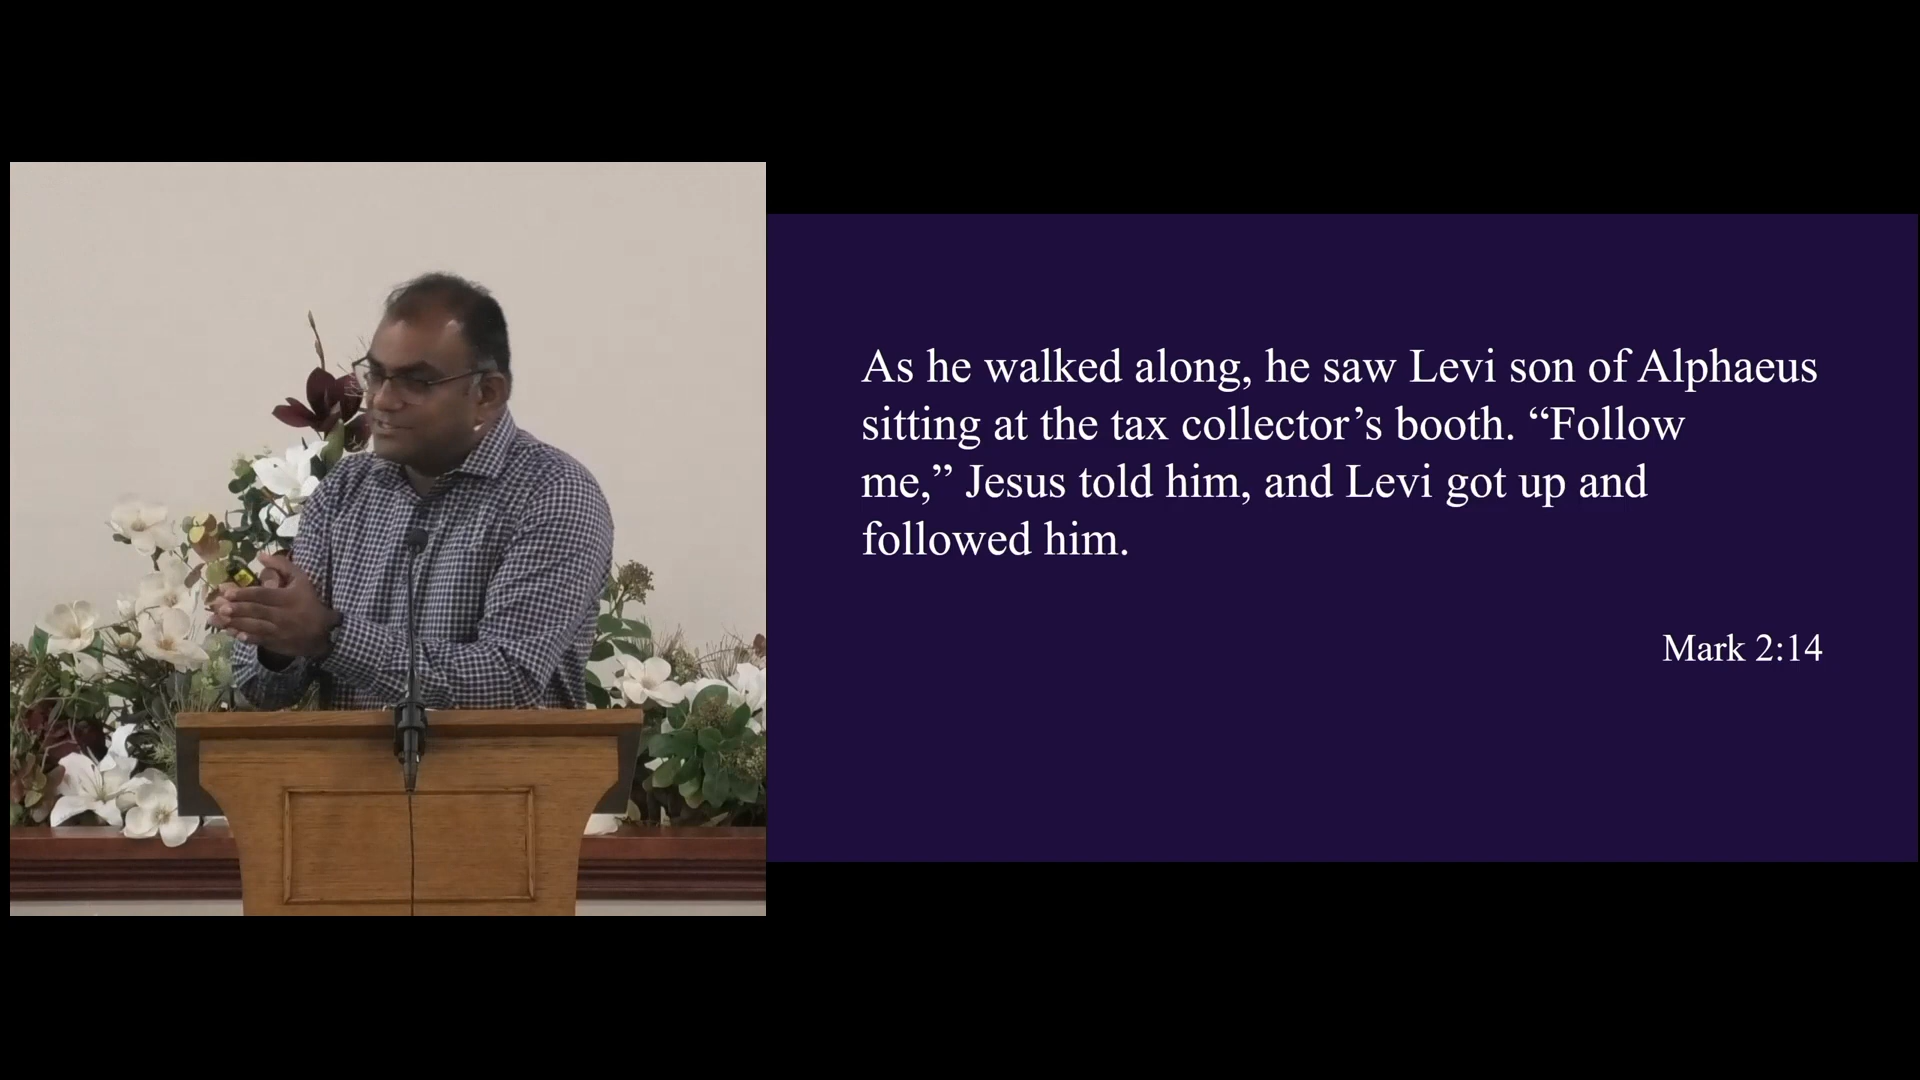 As he walked along, he saw Levi son of Alphaeus
sitting at the tax collector’s booth. “Follow
me,” Jesus told him, and Levi got up and
followed him.
Mark 2:14